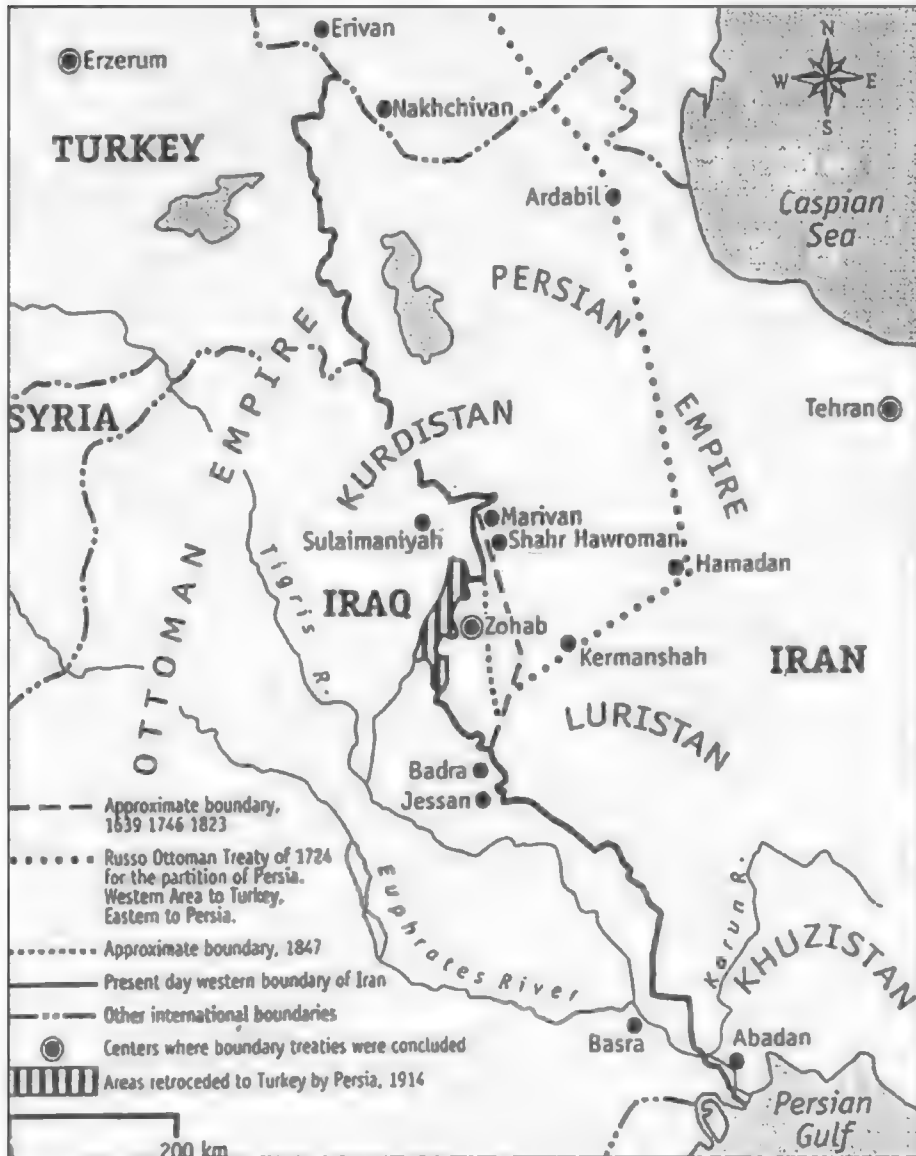 Erivan
Erzerum
N
W E
S
Nakhchivan
TURKEY
Ardabil
Caspian
Sea
PERSIAN
EMPIRE
Tehran
SYRIA
OTTOMAN EMPIRE
KURDISTAN
Marivan
Sulaimaniyah
Shahr Hawroman
Hamadan
Tigris R.
IRAQ
Zohab
Kermanshah
IRAN
LURISTAN
Badra
Jessan
Approximate boundary,
1639 1746 1823
Russo Ottoman Treaty of 1724
for the partition of Persia.
Western Area to Turkey,
Eastern to Persia.
Approximate boundary, 1847
Present day western boundary of Iran
Other international boundaries
Centers where boundary treaties were concluded
Areas retroceded to Turkey by Persia, 1914
200 km
Euphrates River
Karun R.
KHUZISTAN
Basra
Abadan
Persian
Gulf